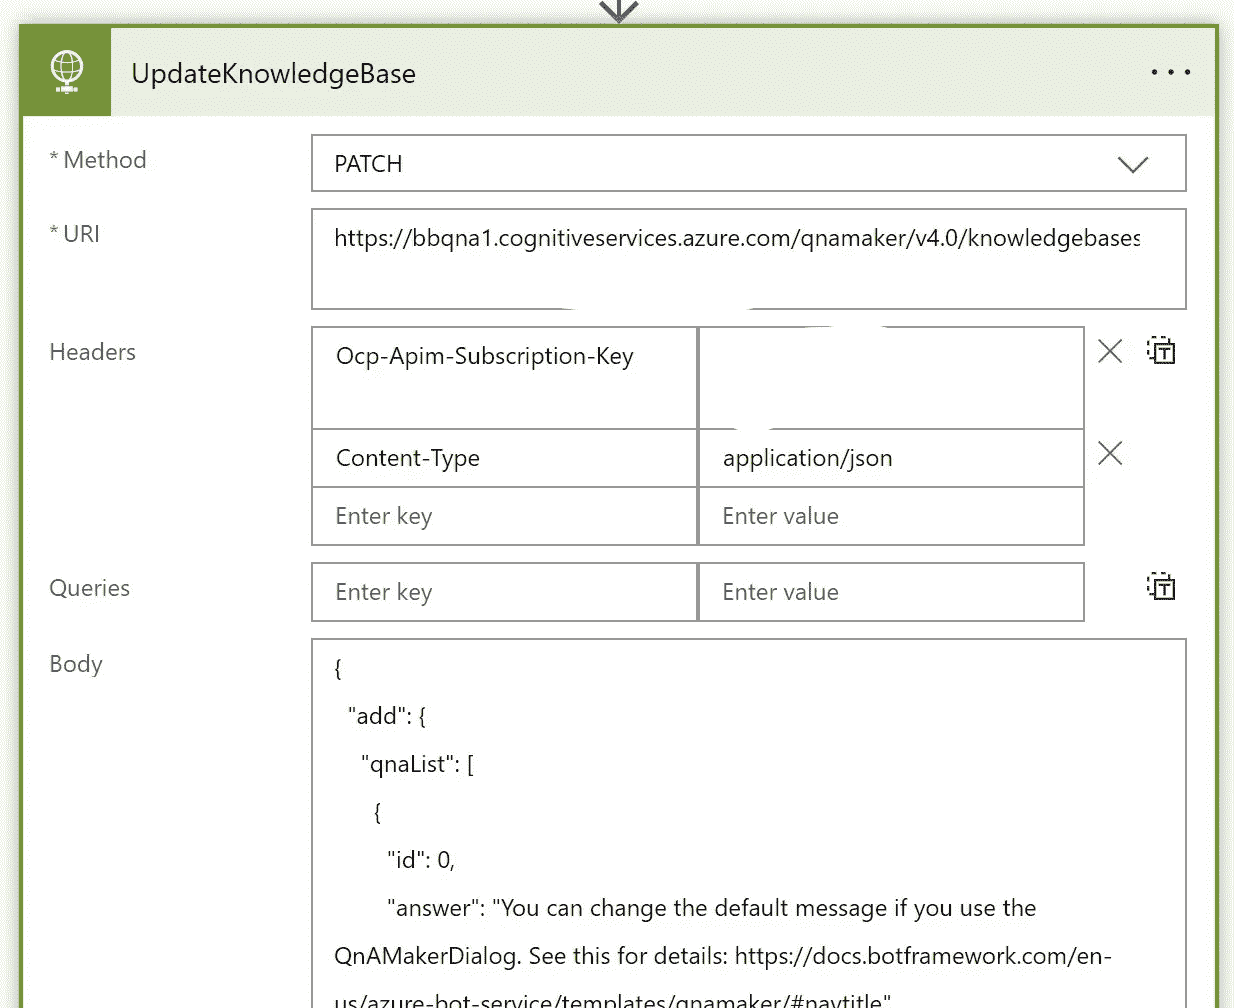 UpdateKnowledgeBase
* Method
PATCH
* URI
https://bbqna1.cognitiveservices.azure.com/qnamaker/v4.0/knowledgebases
Headers
Ocp-Apim-Subscription-Key
Content-Type application/json
Enter key Enter value
Queries
Enter key Enter value
Body
{
"add": {
"qnaList": [
{
"id": 0,
"answer": "You can change the default message if you use the
QnAMakerDialog. See this for details: https://docs.botframework.com/en-
us/azure-bot-service/templates/qnamaker/#navtitle"